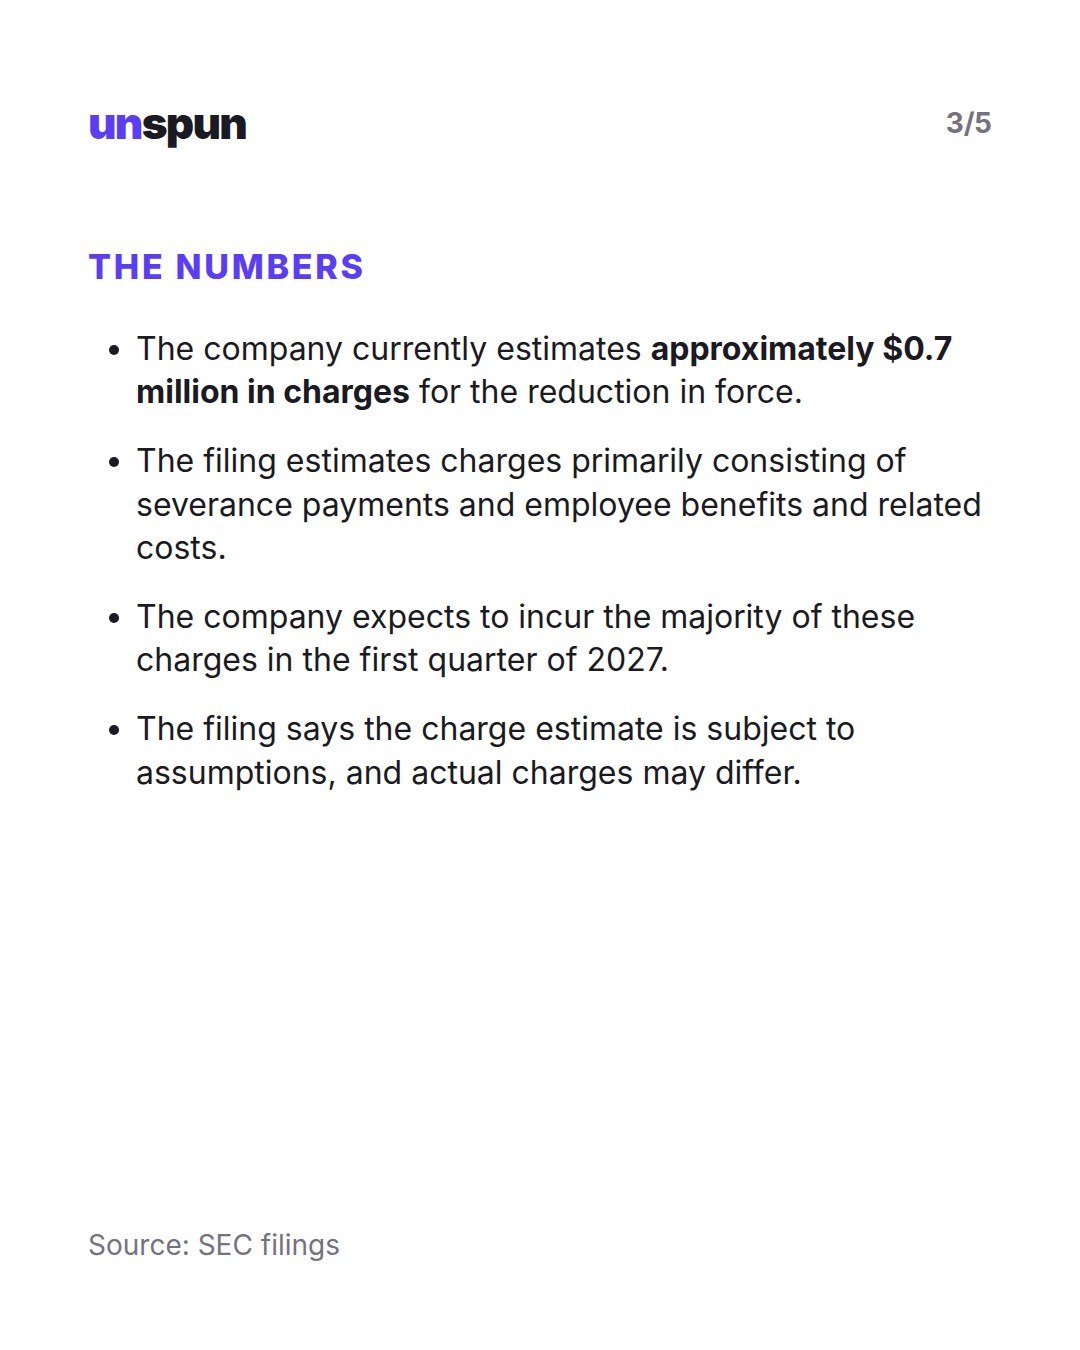 unspun
3/5
THE NUMBERS
• The company currently estimates approximately $0.7
million in charges for the reduction in force.
• The filing estimates charges primarily consisting of
severance payments and employee benefits and related
costs.
• The company expects to incur the majority of these
charges in the first quarter of 2027.
• The filing says the charge estimate is subject to
assumptions, and actual charges may differ.
Source: SEC filings